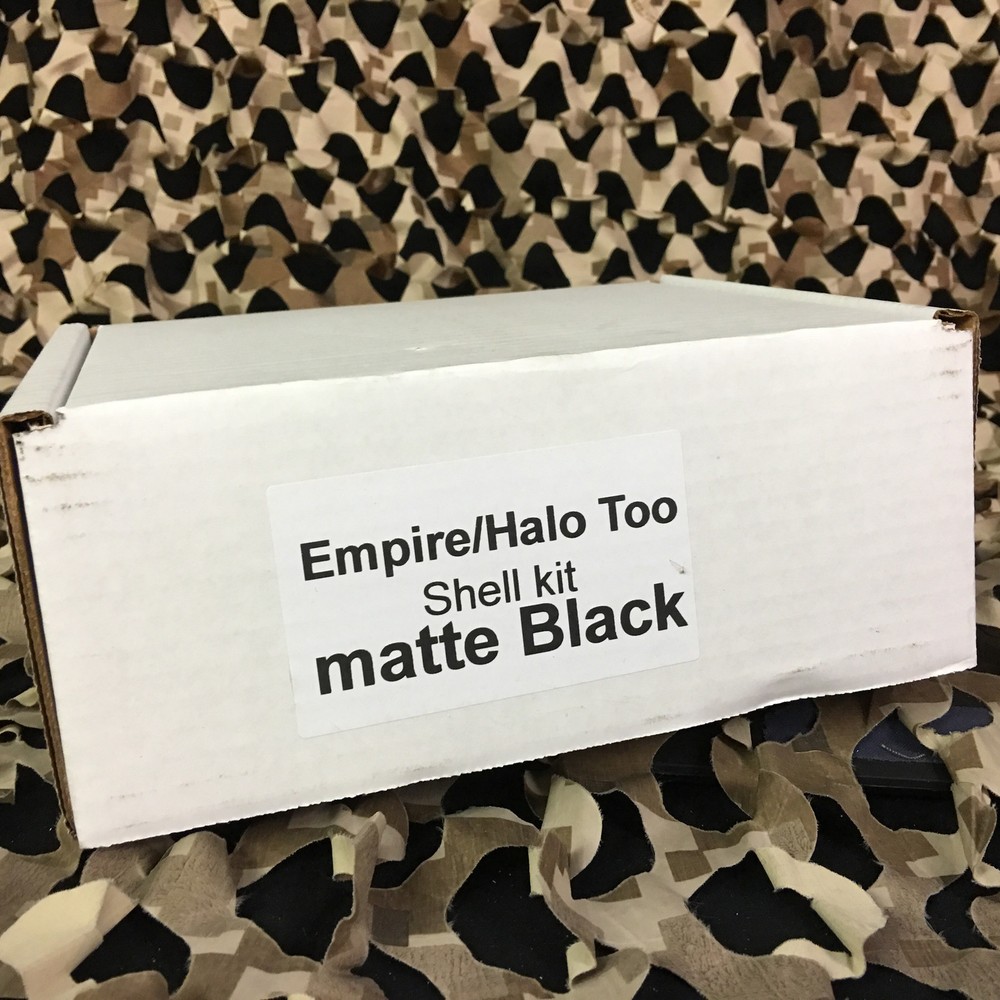 Empire/Halo Too
Shell kit
matte Black